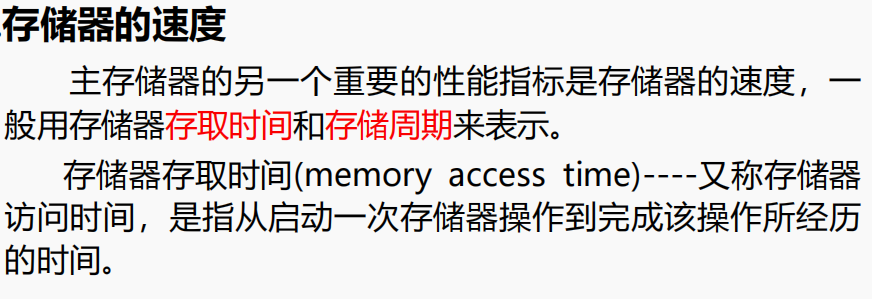 存储器的速度
主存储器的另一个重要的性能指标是存储器的速度，一
般用存储器存取时间和存储周期来表示。
存储器存取时间(memory access time)----又称存储器
访问时间，是指从启动一次存储器操作到完成该操作所经历
的时间。